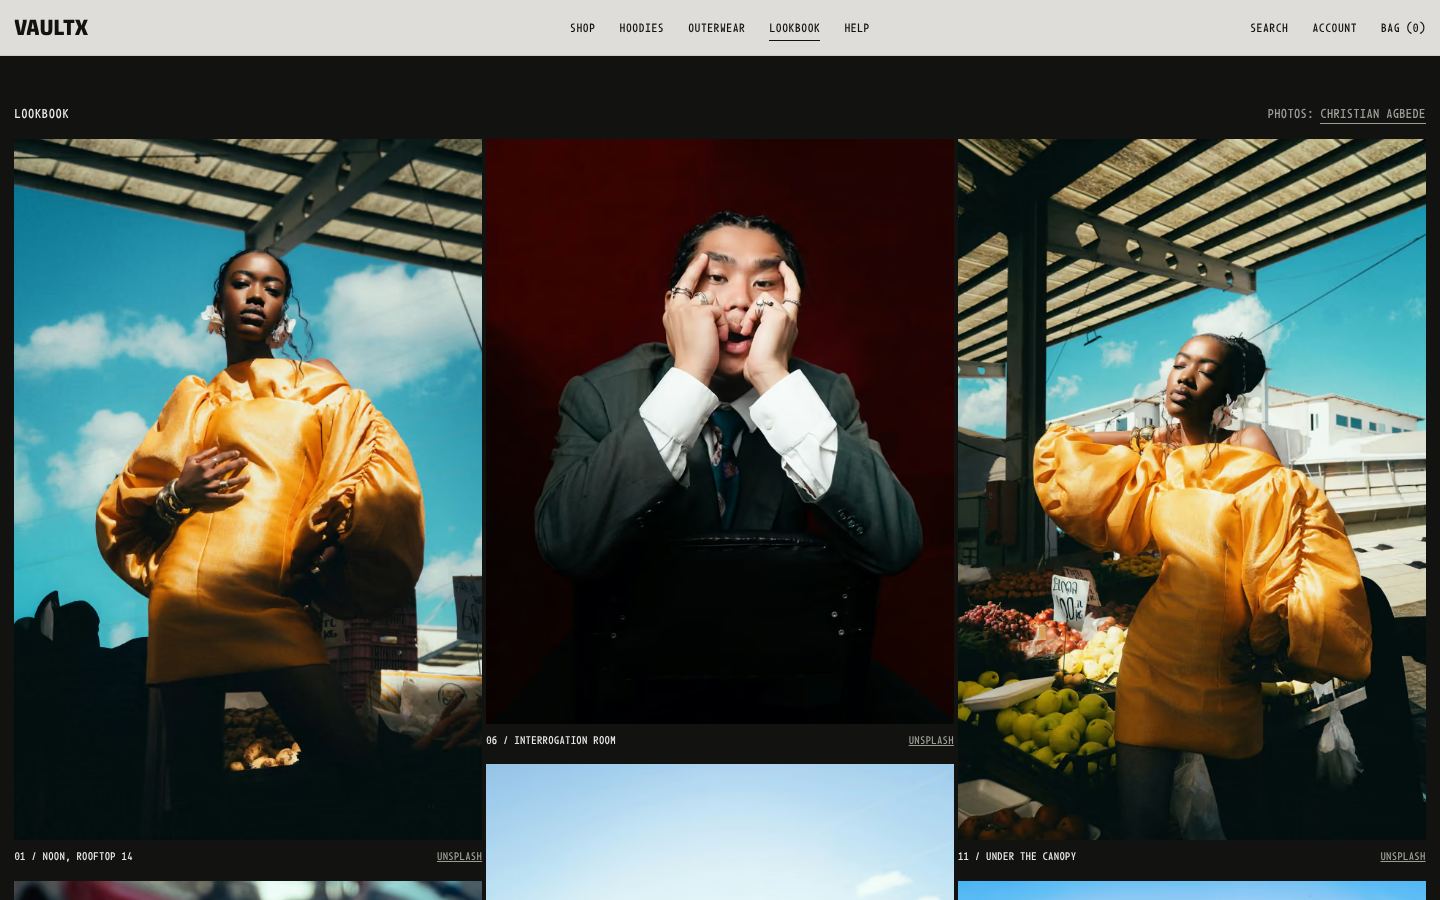 VAULTX
SHOP HOODIES OUTERWEAR LOOKBOOK HELP
SEARCH ACCOUNT BAG (0)
LOOKBOOK
PHOTOS: CHRISTIAN AGBEDE
06 / INTERROGATION ROOM UNSPLASH
01 / NOON, ROOFTOP 14 UNSPLASH
11 / UNDER THE CANOPY UNSPLASH